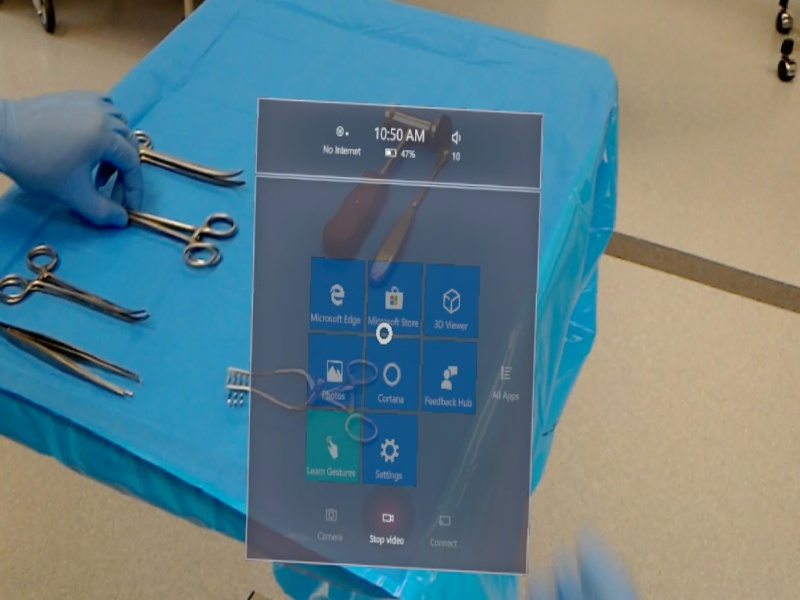 10:50 AM
No Internet
47%
10
Microsoft Edge
Microsoft Store
3D Viewer
Photos
Cortana
Feedback Hub
All Apps
Learn Gestures
Settings
Camera
Stop video
Connect